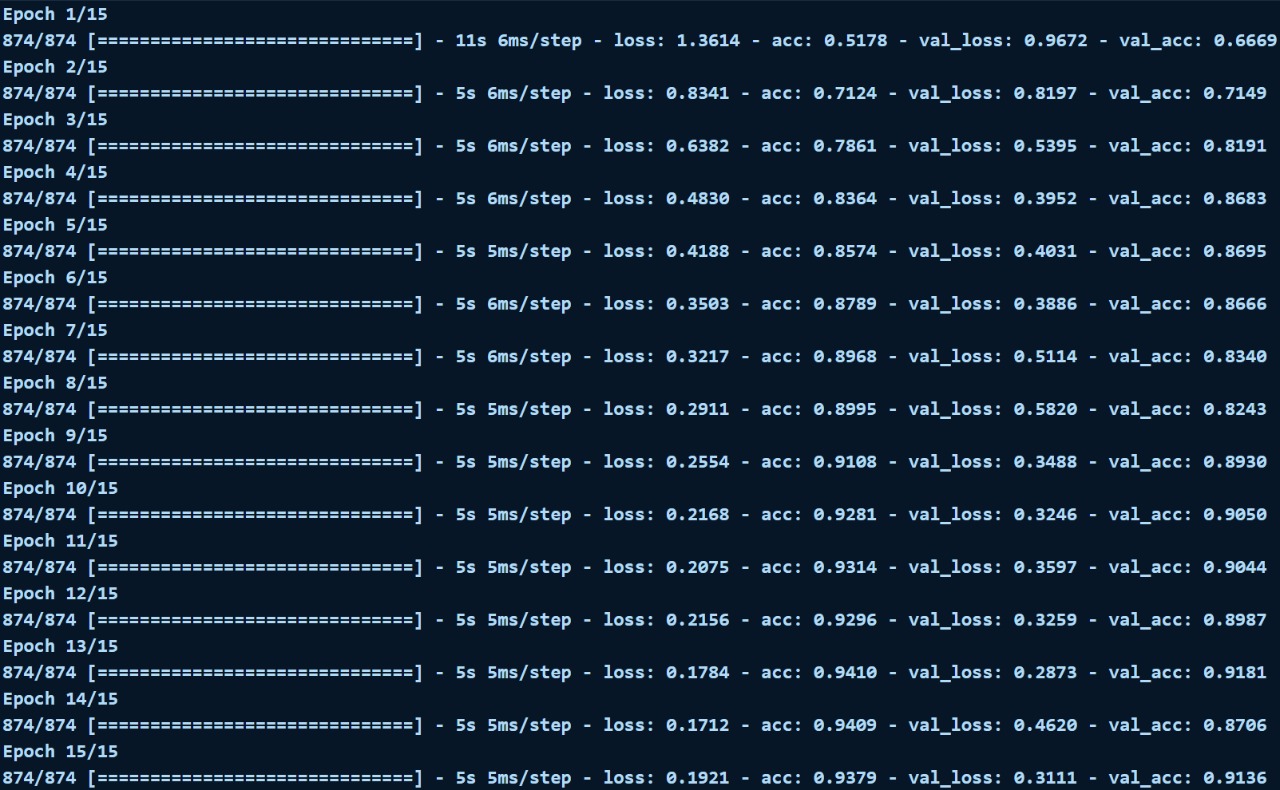 Epoch 1/15
874/874 [==============================] - 11s 6ms/step - loss: 1.3614 - acc: 0.5178 - val_loss: 0.9672 - val_acc: 0.6669
Epoch 2/15
874/874 [==============================] - 5s 6ms/step - loss: 0.8341 - acc: 0.7124 - val_loss: 0.8197 - val_acc: 0.7149
Epoch 3/15
874/874 [==============================] - 5s 6ms/step - loss: 0.6382 - acc: 0.7861 - val_loss: 0.5395 - val_acc: 0.8191
Epoch 4/15
874/874 [==============================] - 5s 6ms/step - loss: 0.4830 - acc: 0.8364 - val_loss: 0.3952 - val_acc: 0.8683
Epoch 5/15
874/874 [==============================] - 5s 5ms/step - loss: 0.4188 - acc: 0.8574 - val_loss: 0.4031 - val_acc: 0.8695
Epoch 6/15
874/874 [==============================] - 5s 6ms/step - loss: 0.3503 - acc: 0.8789 - val_loss: 0.3886 - val_acc: 0.8666
Epoch 7/15
874/874 [==============================] - 5s 6ms/step - loss: 0.3217 - acc: 0.8968 - val_loss: 0.5114 - val_acc: 0.8340
Epoch 8/15
874/874 [==============================] - 5s 5ms/step - loss: 0.2911 - acc: 0.8995 - val_loss: 0.5820 - val_acc: 0.8243
Epoch 9/15
874/874 [==============================] - 5s 5ms/step - loss: 0.2554 - acc: 0.9108 - val_loss: 0.3488 - val_acc: 0.8930
Epoch 10/15
874/874 [==============================] - 5s 5ms/step - loss: 0.2168 - acc: 0.9281 - val_loss: 0.3246 - val_acc: 0.9050
Epoch 11/15
874/874 [==============================] - 5s 5ms/step - loss: 0.2075 - acc: 0.9314 - val_loss: 0.3597 - val_acc: 0.9044
Epoch 12/15
874/874 [==============================] - 5s 5ms/step - loss: 0.2156 - acc: 0.9296 - val_loss: 0.3259 - val_acc: 0.8987
Epoch 13/15
874/874 [==============================] - 5s 5ms/step - loss: 0.1784 - acc: 0.9410 - val_loss: 0.2873 - val_acc: 0.9181
Epoch 14/15
874/874 [==============================] - 5s 5ms/step - loss: 0.1712 - acc: 0.9409 - val_loss: 0.4620 - val_acc: 0.8706
Epoch 15/15
874/874 [==============================] - 5s 5ms/step - loss: 0.1921 - acc: 0.9379 - val_loss: 0.3111 - val_acc: 0.9136